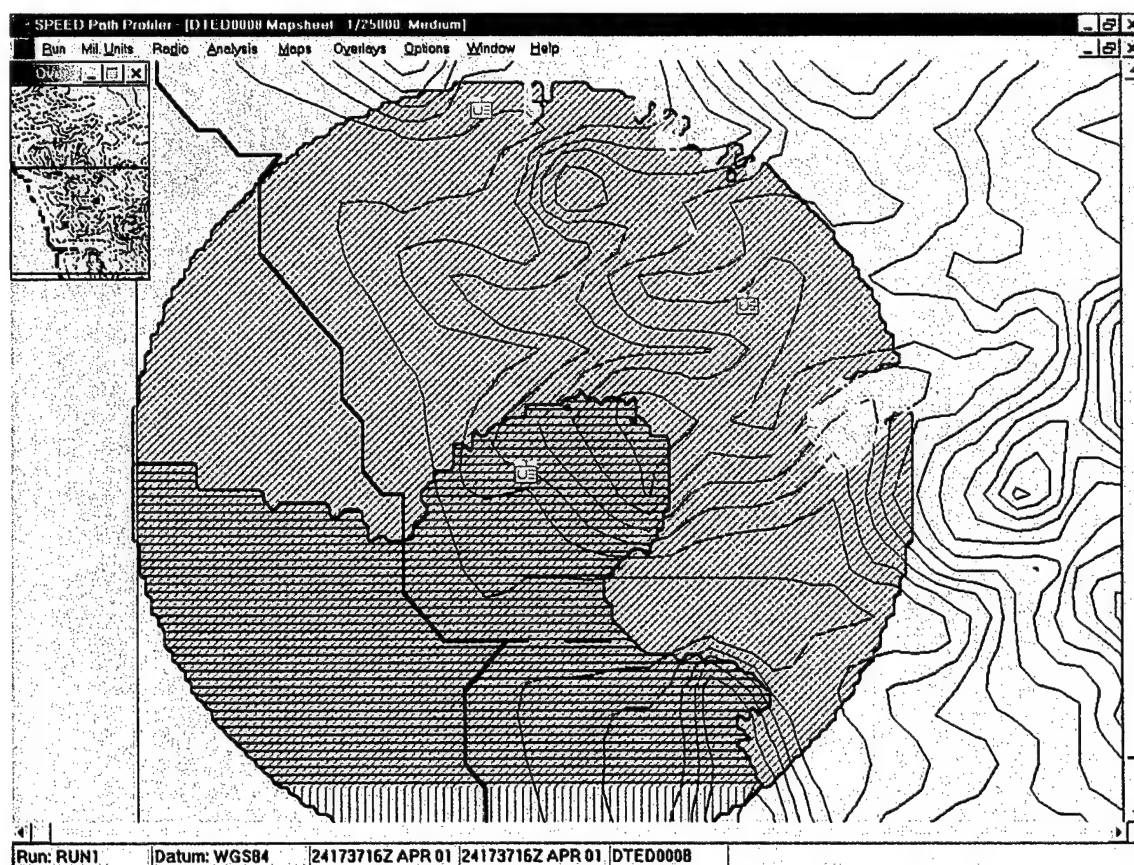 SPEED Path Profiler - [DTED0008 Mapsheet 1/25000 Medium]
Run Mil. Units Radio Analysis Maps Overlays Options Window Help
Run: RUN1 Datum: WGS84 24173716Z APR 01 24173716Z APR 01 DTED0008